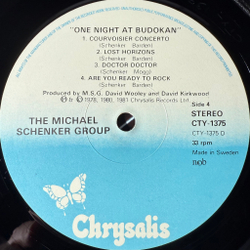 "ONE NIGHT AT BUDOKAN"
1. COURVOISIER CONCERTO
(Schenker Barden)
2. LOST HORIZONS
(Schenker Barden)
3. DOCTOR DOCTOR
(Schenker Mogg)
4. ARE YOU READY TO ROCK
(Schenker Barden)
Produced by M.S.G. David Wooley and David Kirkwood
℗ & © 1978, 1980, 1981 Chrysalis Records Ltd.
THE MICHAEL
SCHENKER GROUP
Side 4
STEREO
CTY-1375
CTY-1375 D
33 rpm
Made in Sweden
ncb
Chrysalis